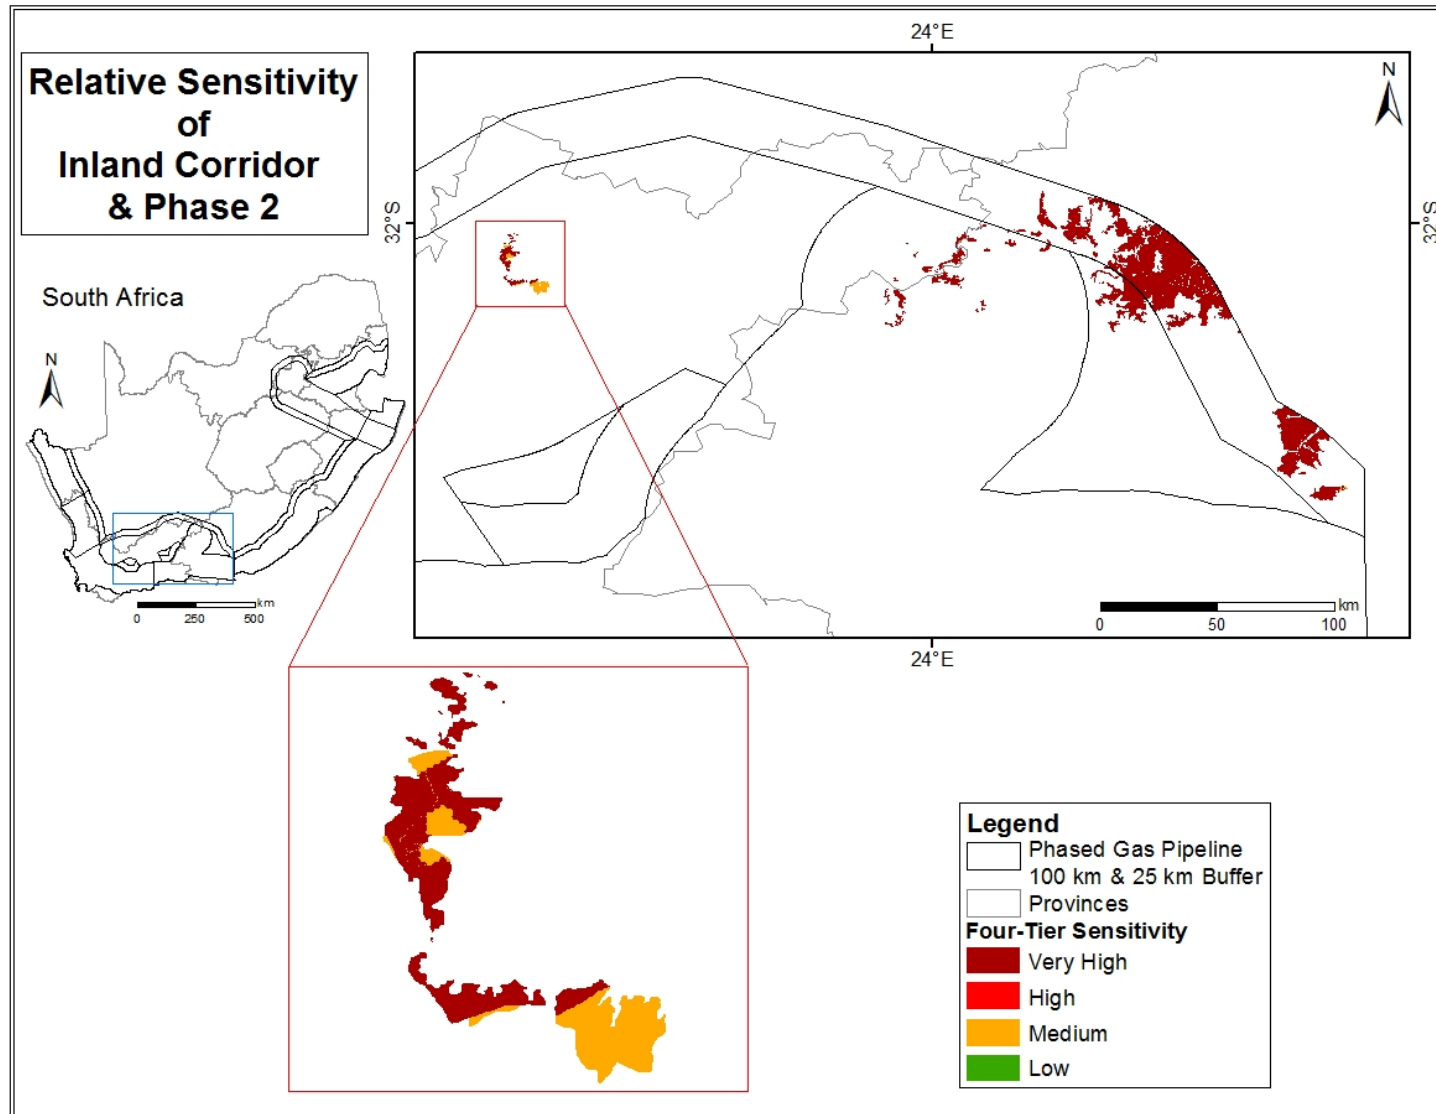 Relative Sensitivity
of
Inland Corridor
& Phase 2
24°E
N
32°S
32°S
South Africa
N
km
0 250 500
km
0 50 100
24°E
Legend
Phased Gas Pipeline
100 km & 25 km Buffer
Provinces
Four-Tier Sensitivity
Very High
High
Medium
Low